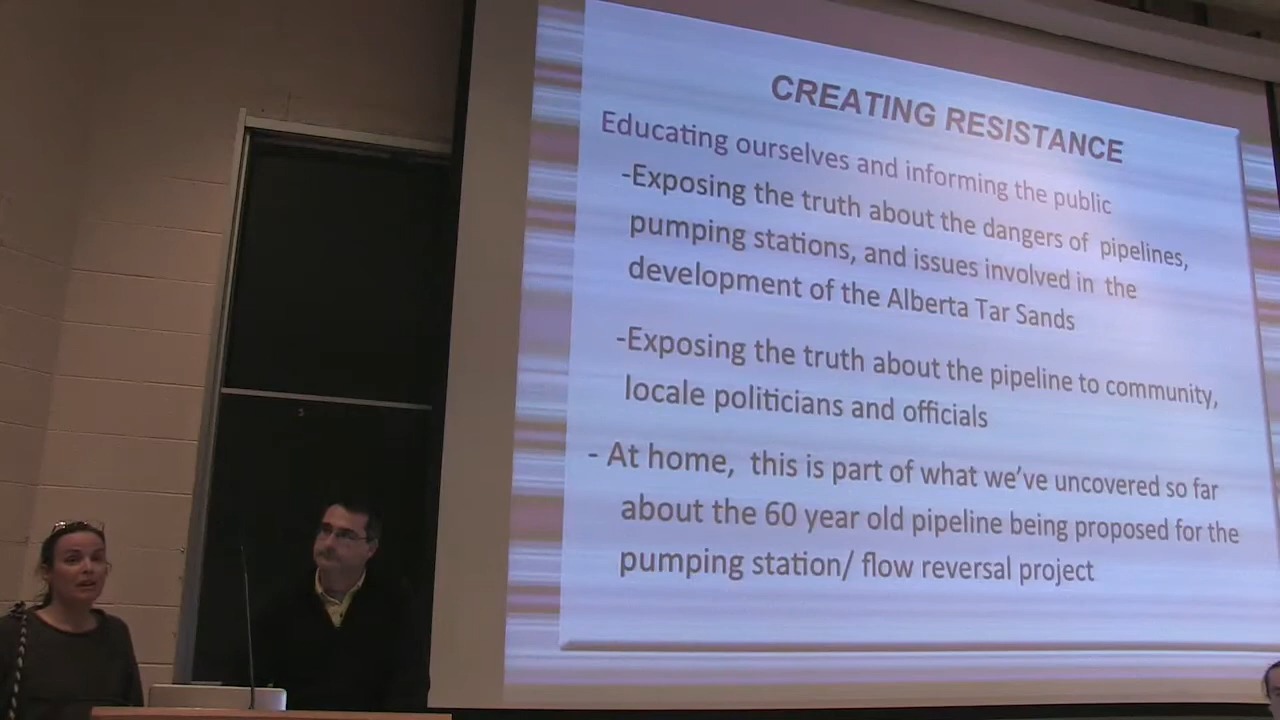 CREATING RESISTANCE
Educating ourselves and informing the public
-Exposing the truth about the dangers of pipelines,
pumping stations, and issues involved in the
development of the Alberta Tar Sands
-Exposing the truth about the pipeline to community,
locale politicians and officials
- At home, this is part of what we've uncovered so far
about the 60 year old pipeline being proposed for the
pumping station/ flow reversal project